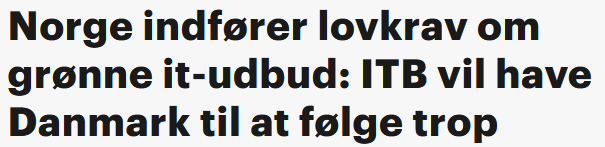 Norge indfører lovkrav om
grønne it-udbud: ITB vil have
Danmark til at følge trop